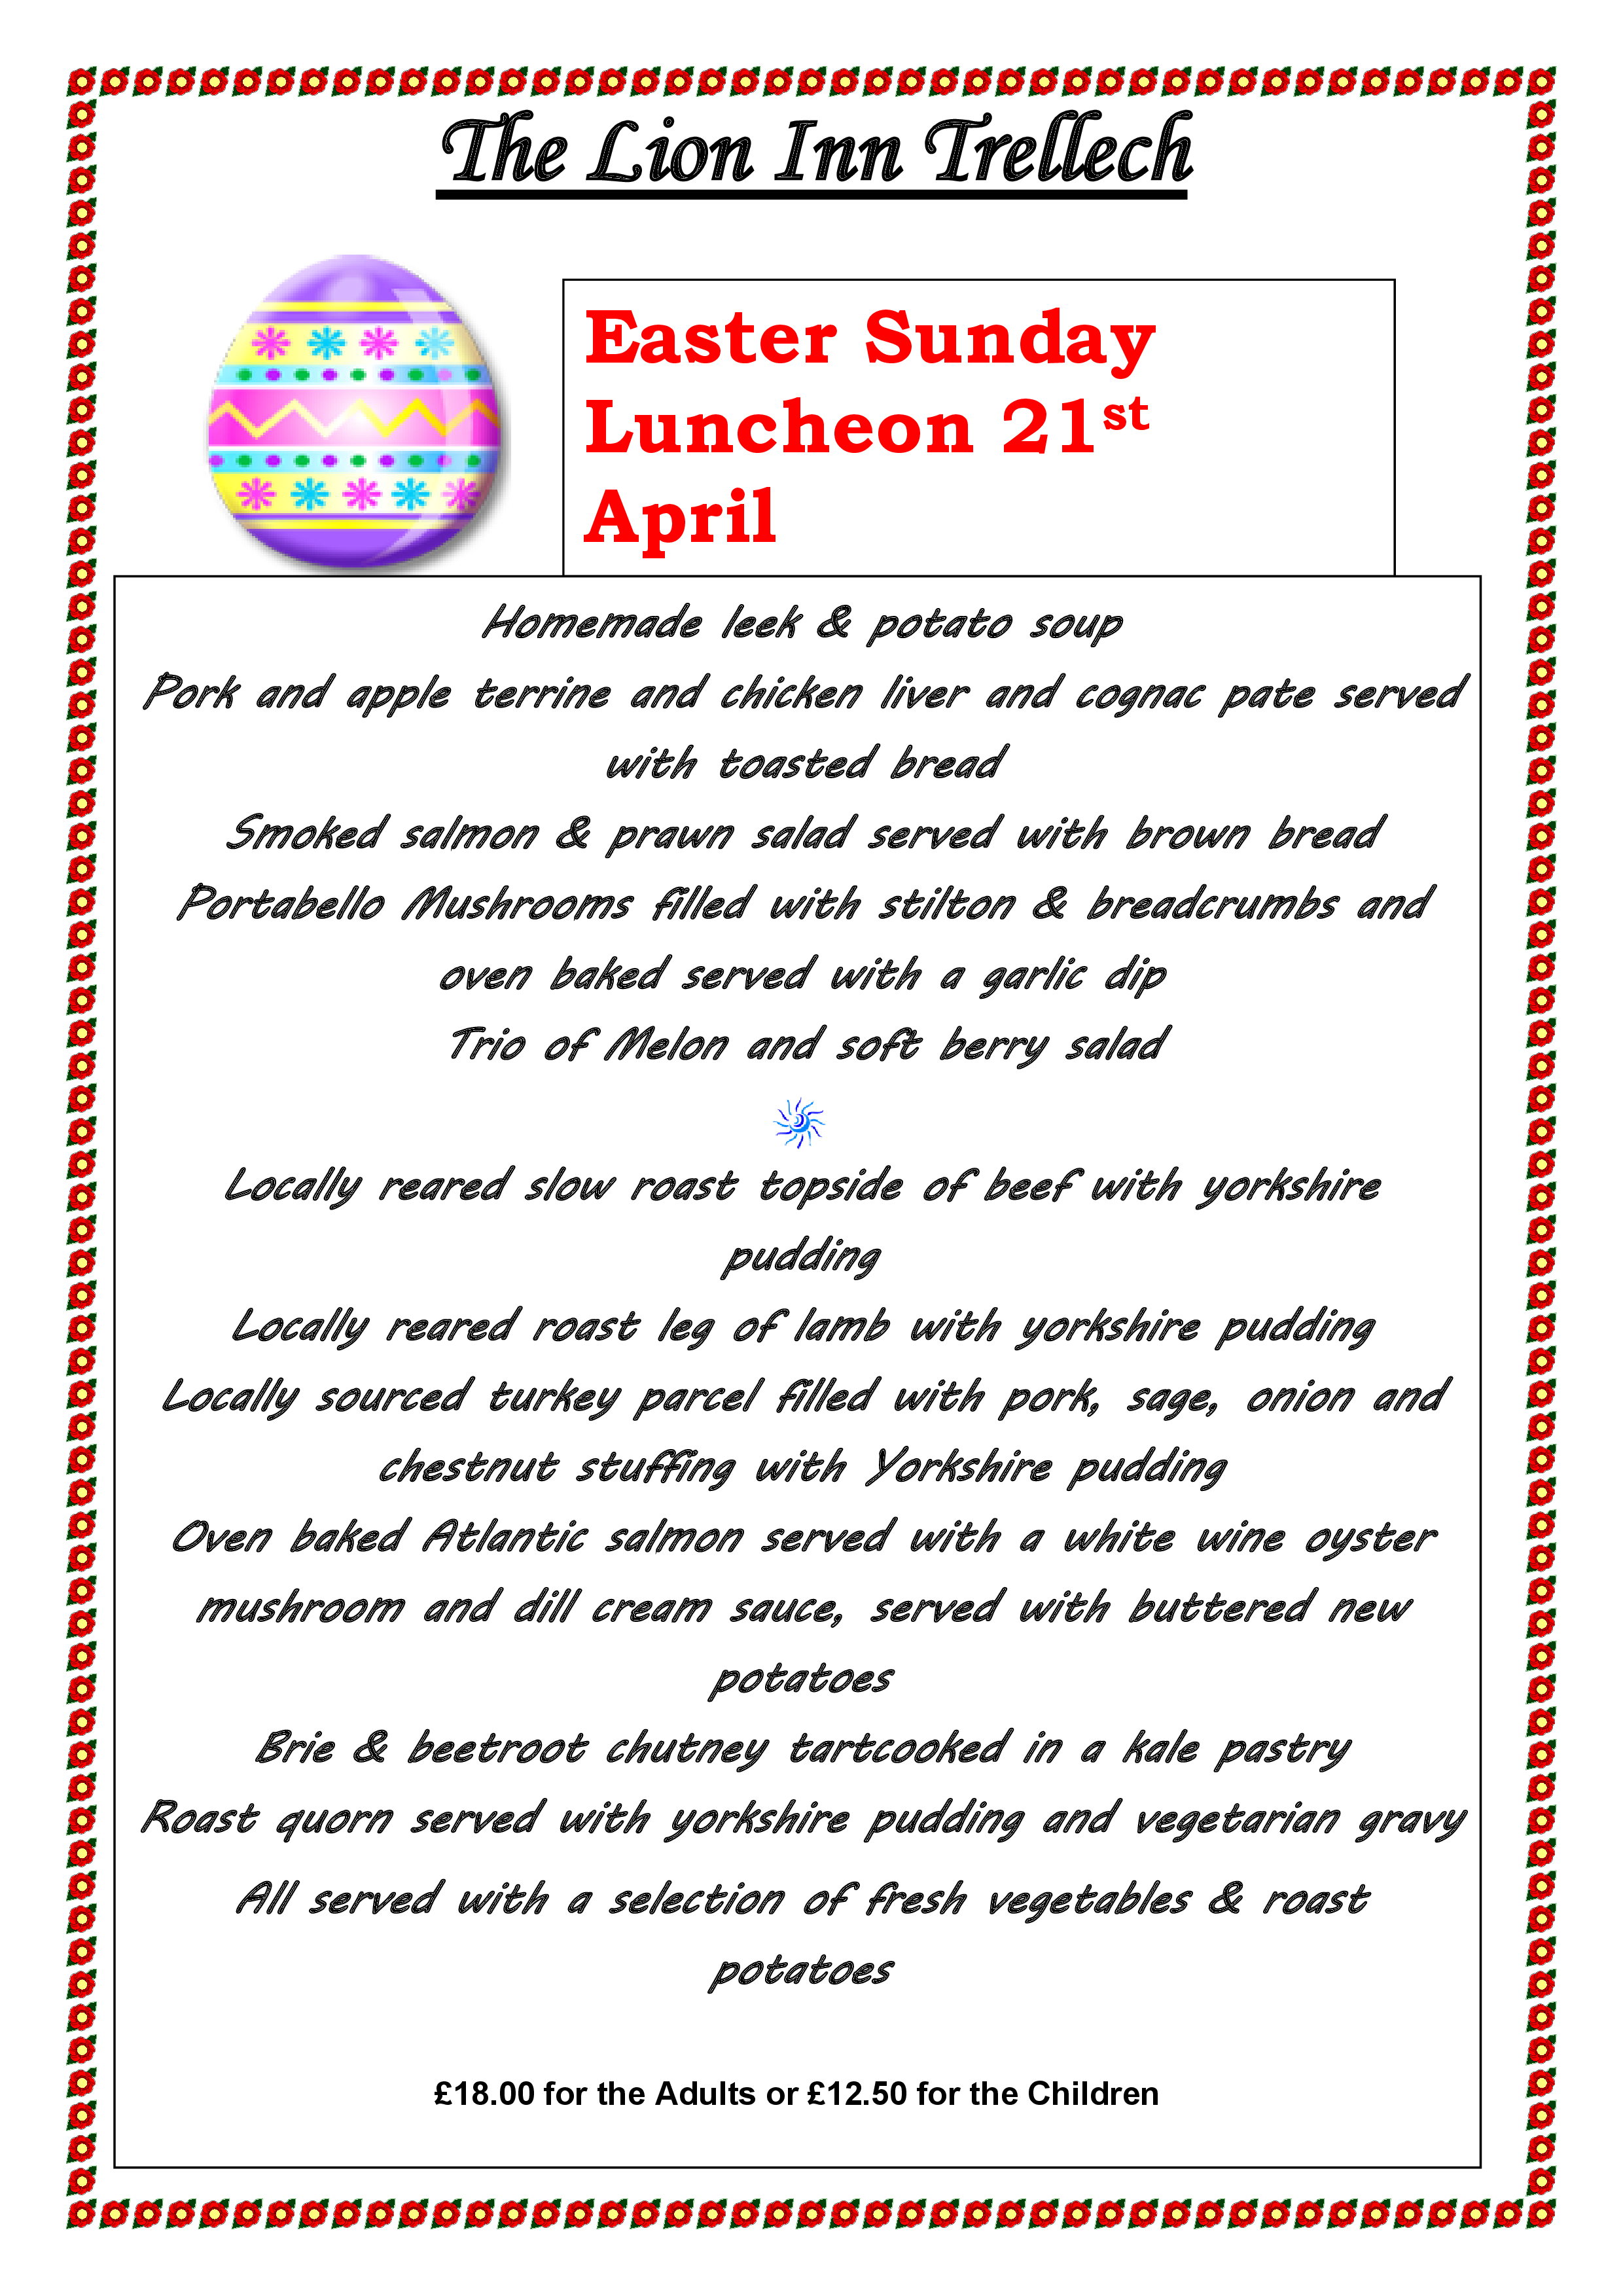 The Lion Inn Trellech
Easter Sunday
Luncheon 21st
April
Homemade leek & potato soup
Pork and apple terrine and chicken liver and cognac pate served
with toasted bread
Smoked salmon & prawn salad served with brown bread
Portabello Mushrooms filled with stilton & breadcrumbs and
oven baked served with a garlic dip
Trio of Melon and soft berry salad
Locally reared slow roast topside of beef with yorkshire
pudding
Locally reared roast leg of lamb with yorkshire pudding
Locally sourced turkey parcel filled with pork, sage, onion and
chestnut stuffing with Yorkshire pudding
Oven baked Atlantic salmon served with a white wine oyster
mushroom and dill cream sauce, served with buttered new
potatoes
Brie & beetroot chutney tartcooked in a kale pastry
Roast quorn served with yorkshire pudding and vegetarian gravy
All served with a selection of fresh vegetables & roast
potatoes
£18.00 for the Adults or £12.50 for the Children